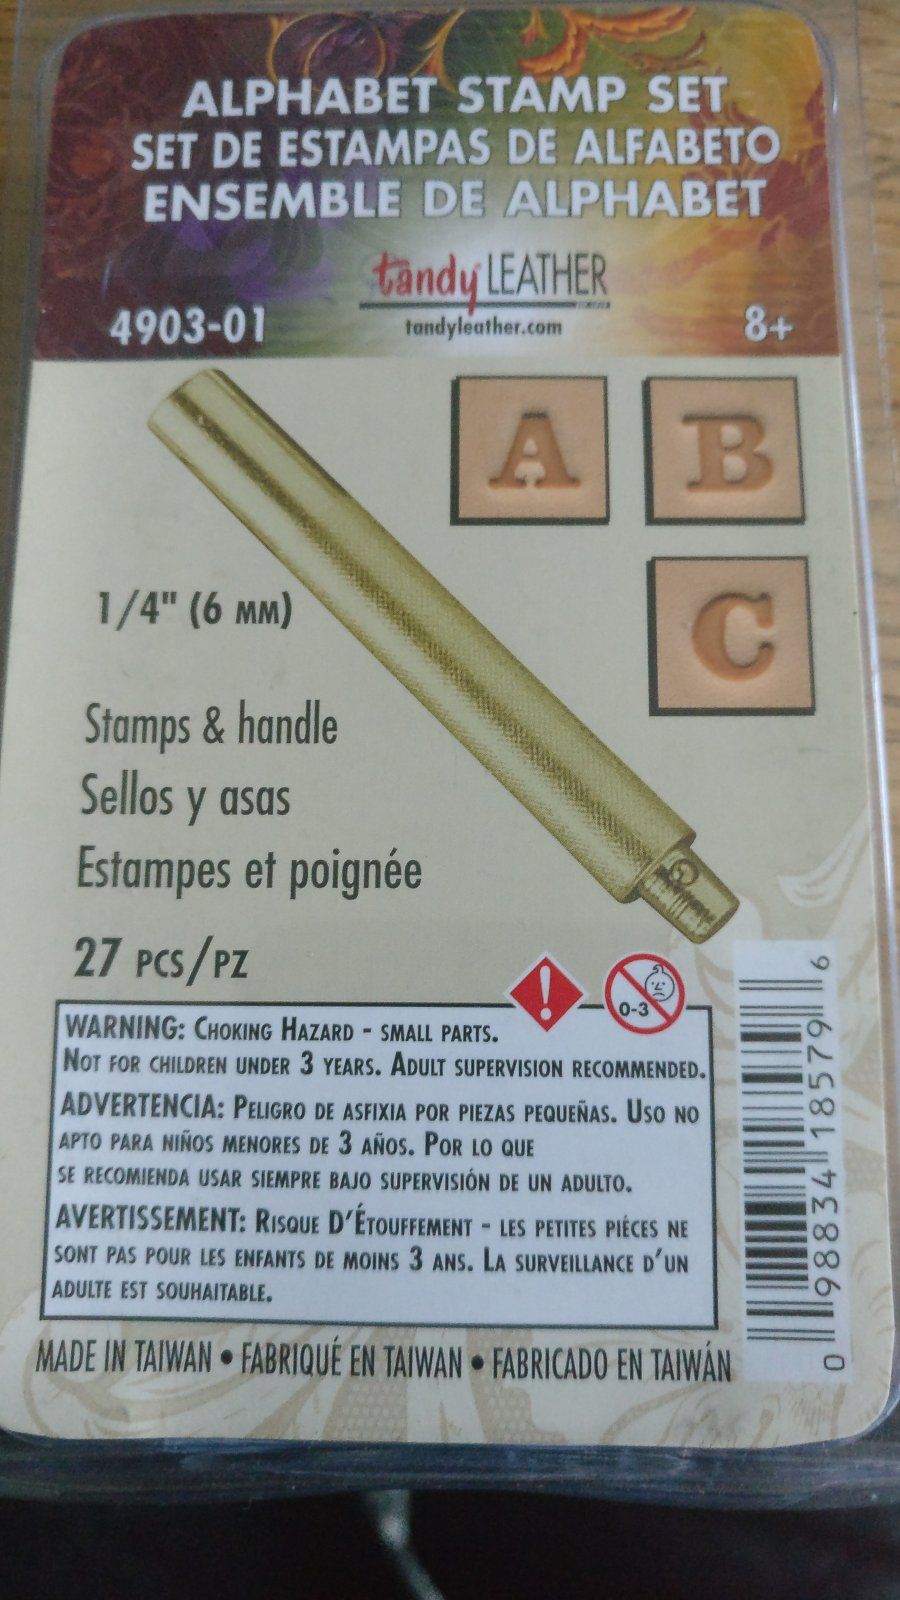 ALPHABET STAMP SET
SET DE ESTAMPAS DE ALFABETO
ENSEMBLE DE ALPHABET
tandy LEATHER
4903-01
tandyleather.com
8+
A
B
C
1/4" (6 MM)
Stamps & handle
Sellos y asas
Estampes et poignée
27 PCS/PZ
0-3
WARNING: CHOKING HAZARD - SMALL PARTS.
NOT FOR CHILDREN UNDER 3 YEARS. ADULT SUPERVISION RECOMMENDED.
ADVERTENCIA: PELIGRO DE ASFIXIA POR PIEZAS PEQUEÑAS. USO NO
APTO PARA NIÑOS MENORES DE 3 AÑOS. POR LO QUE
SE RECOMIENDA USAR SIEMPRE BAJO SUPERVISIÓN DE UN ADULTO.
AVERTISSEMENT: RISQUE D'ÉTOUFFEMENT - LES PETITES PIÉCES NE
SONT PAS POUR LES ENFANTS DE MOINS 3 ANS. LA SURVEILLANCE D'UN
ADULTE EST SOUHAITABLE.
MADE IN TAIWAN • FABRIQUÉ EN TAIWAN • FABRICADO EN TAIWÁN
0 98834 18579 6